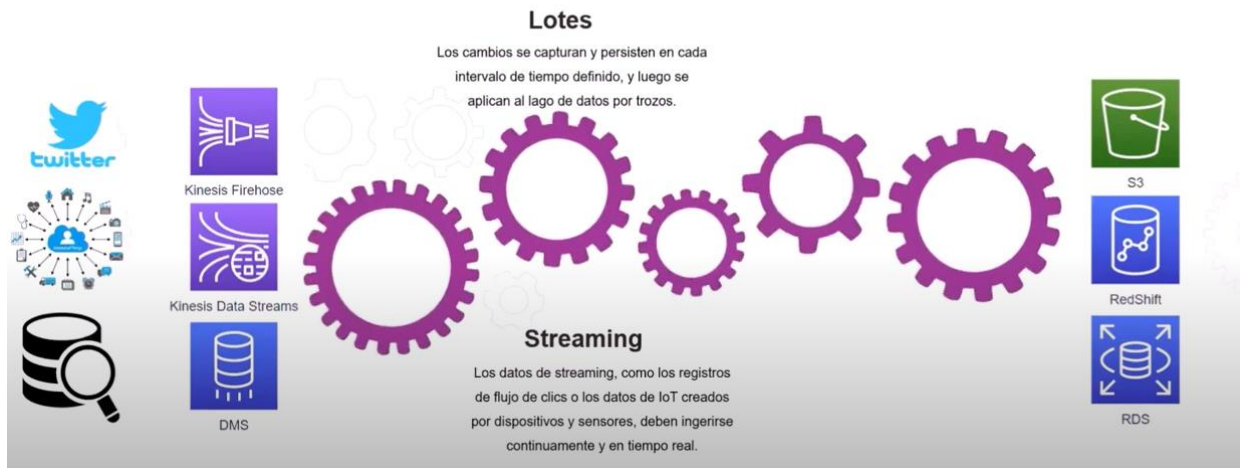 Lotes
Los cambios se capturan y persisten en cada
intervalo de tiempo definido, y luego se
aplican al lago de datos por trozos.
twitter
Kinesis Firehose
Kinesis Data Streams
DMS
S3
RedShift
RDS
Streaming
Los datos de streaming, como los registros
de flujo de clics o los datos de IoT creados
por dispositivos y sensores, deben ingerirse
continuamente y en tiempo real.